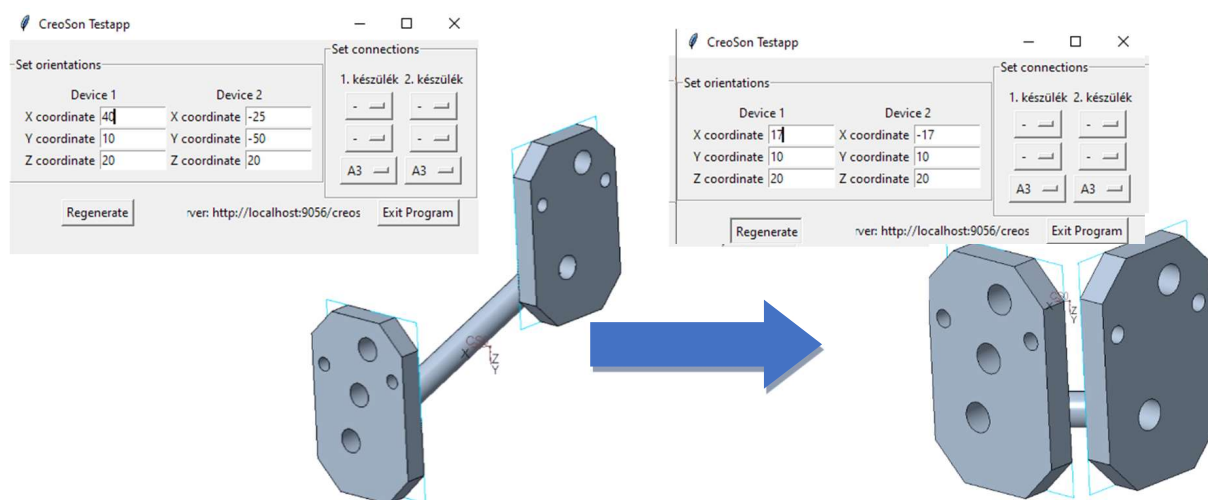 CreoSon Testapp
Set connections
Set orientations
1. készülék 2. készülék
Device 1 Device 2
- -
X coordinate 40 X coordinate -25
Y coordinate 10 Y coordinate -50
- -
Z coordinate 20 Z coordinate 20
A3 A3
Regenerate rver: http://localhost:9056/creos Exit Program
X
Z
Y
CreoSon Testapp
Set connections
Set orientations
1. készülék 2. készülék
Device 1 Device 2
- -
X coordinate 17 X coordinate -17
Y coordinate 10 Y coordinate 10
- -
Z coordinate 20 Z coordinate 20
A3 A3
Regenerate ver: http://localhost:9056/creos Exit Program
X
Z
Y